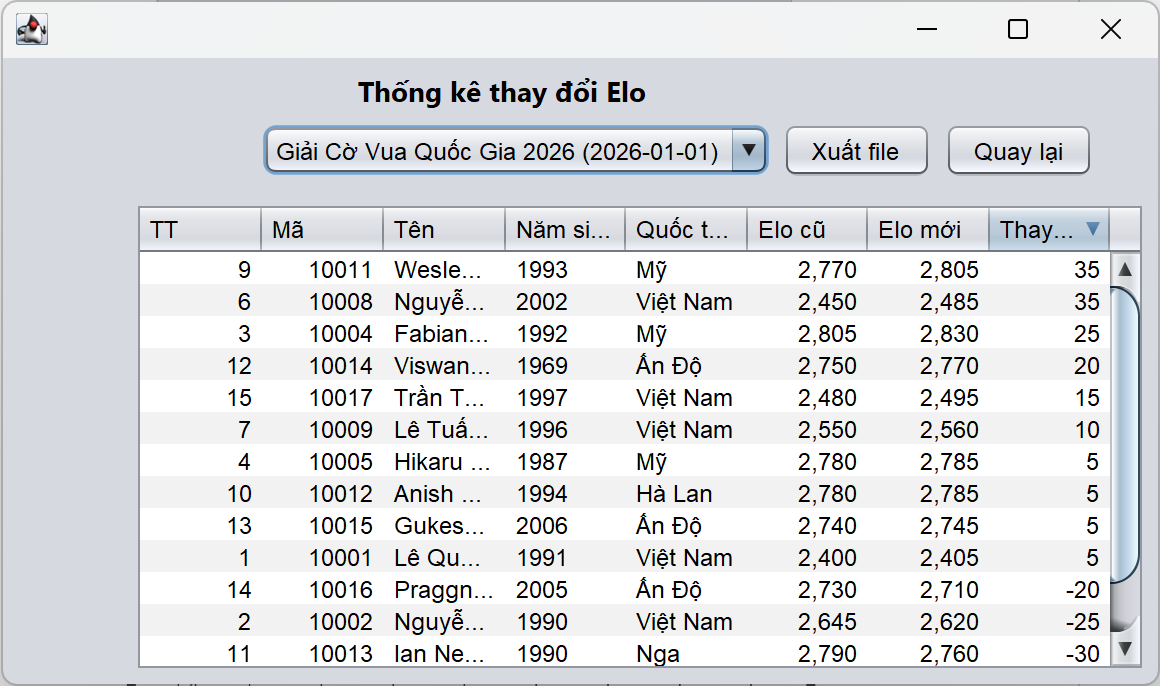 Thống kê thay đổi Elo
Giải Cờ Vua Quốc Gia 2026 (2026-01-01) Xuất file Quay lại
TT Mã Tên Năm si... Quốc t... Elo cũ Elo mới Thay...
9 10011 Wesle... 1993 Mỹ 2,770 2,805 35
6 10008 Nguyễ... 2002 Việt Nam 2,450 2,485 35
3 10004 Fabian... 1992 Mỹ 2,805 2,830 25
12 10014 Viswan... 1969 Ấn Độ 2,750 2,770 20
15 10017 Trần T... 1997 Việt Nam 2,480 2,495 15
7 10009 Lê Tuấ... 1996 Việt Nam 2,550 2,560 10
4 10005 Hikaru ... 1987 Mỹ 2,780 2,785 5
10 10012 Anish ... 1994 Hà Lan 2,780 2,785 5
13 10015 Gukes... 2006 Ấn Độ 2,740 2,745 5
1 10001 Lê Qu... 1991 Việt Nam 2,400 2,405 5
14 10016 Praggn... 2005 Ấn Độ 2,730 2,710 -20
2 10002 Nguyễ... 1990 Việt Nam 2,645 2,620 -25
11 10013 Ian Ne... 1990 Nga 2,790 2,760 -30